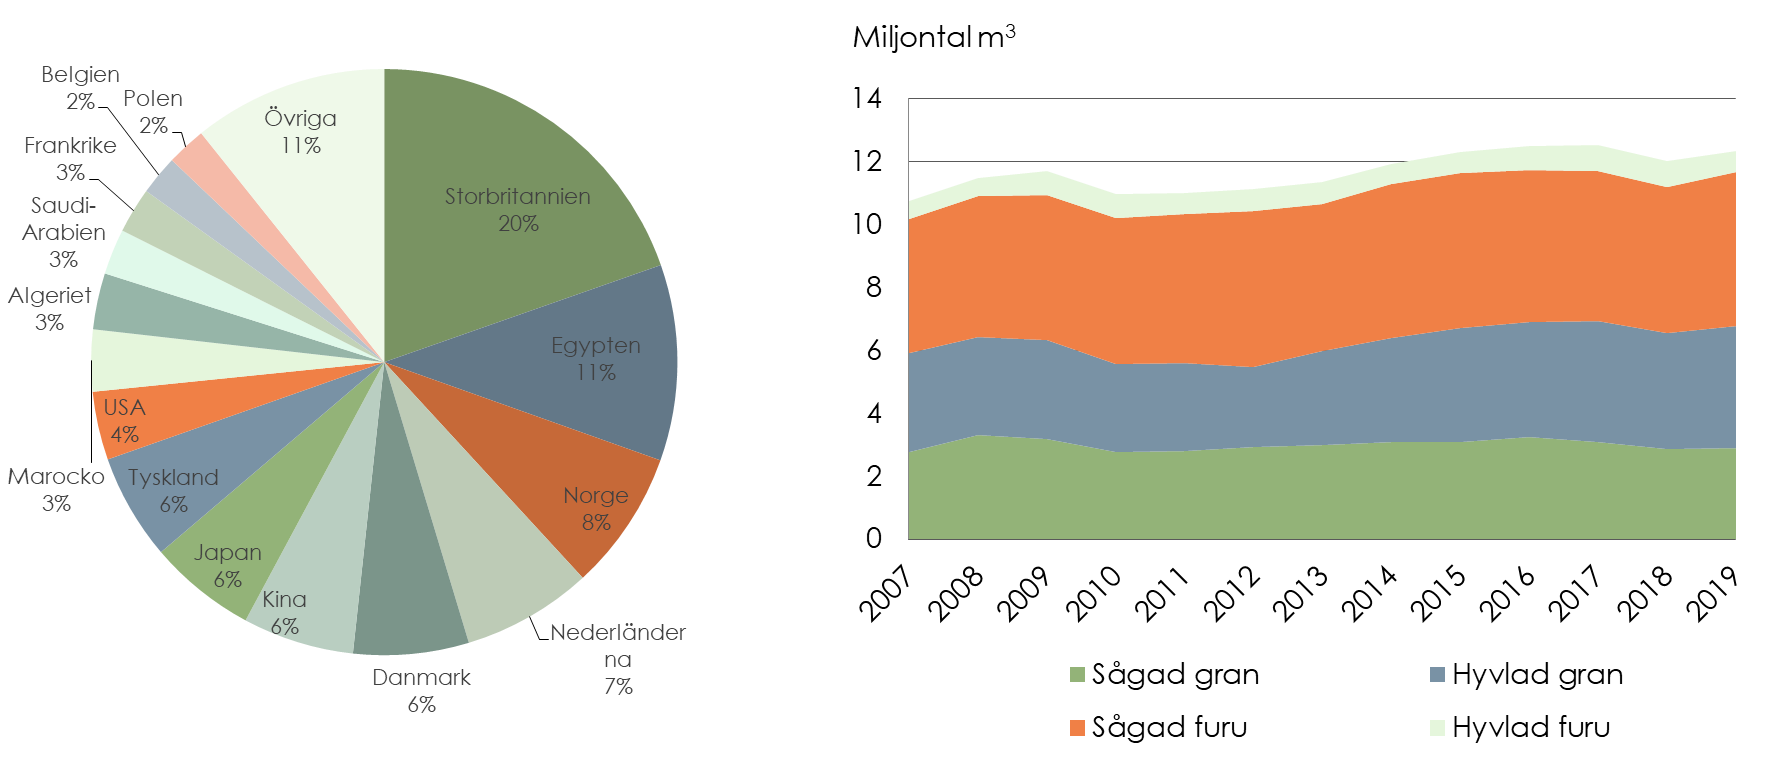 Belgien
2%
Polen
2%
Frankrike
3%
Saudi-
Arabien
3%
Algeriet
3%
Marocko
3%
USA
4%
Tyskland
6%
Japan
6%
Kina
6%
Danmark
6%
Nederländer
na
7%
Norge
8%
Egypten
11%
Storbritannien
20%
Övriga
11%
Miljontal m³
14
12
10
8
6
4
2
0
2007
2008
2009
2010
2011
2012
2013
2014
2015
2016
2017
2018
2019
Sågad gran
Hyvlad gran
Sågad furu
Hyvlad furu